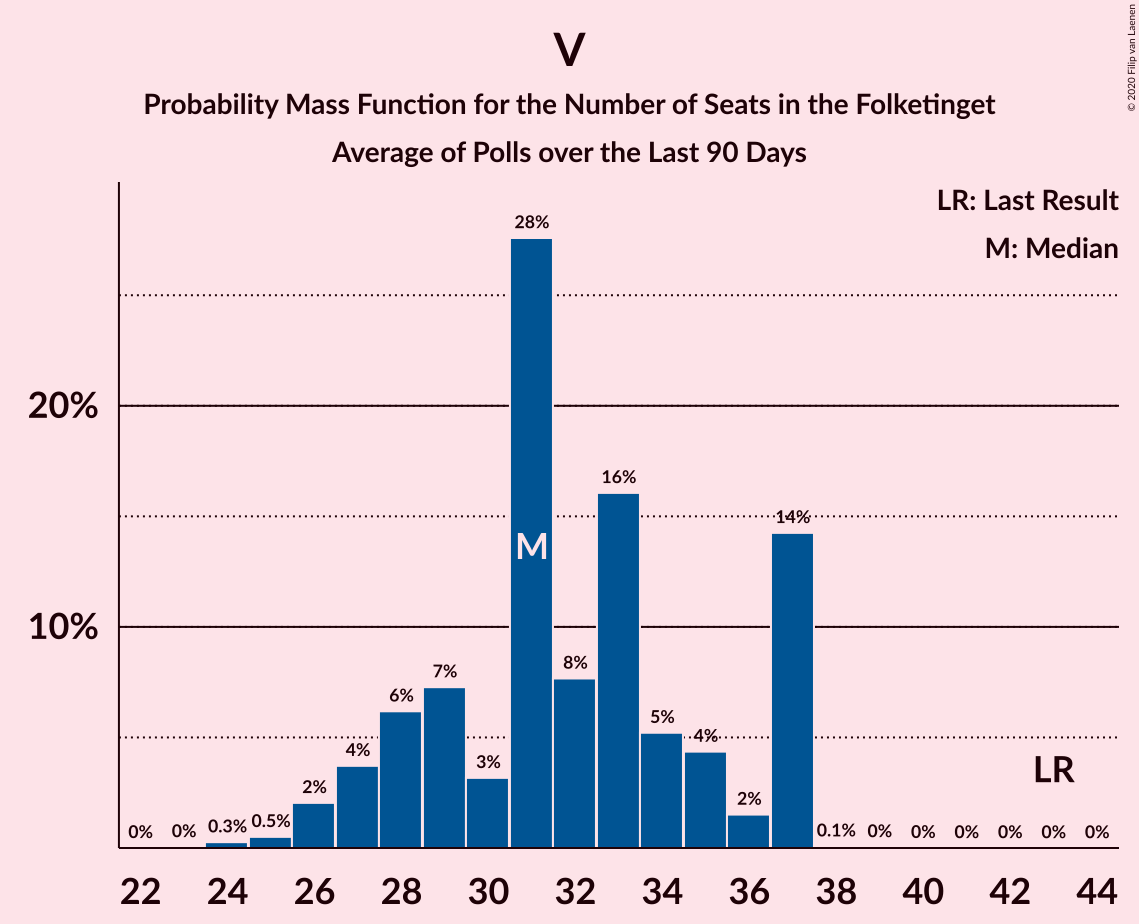 V
Probability Mass Function for the Number of Seats in the Folketinget
Average of Polls over the Last 90 Days
© 2020 Filip van Laenen
LR: Last Result
M: Median
28%
20%
16%
14%
M
10%
8%
7%
6%
5%
4%
4%
3%
2%
2%
LR
0%
0%
0.3%
0.5%
0.1%
0%
0%
0%
0%
0%
0%
22 24 26 28 30 32 34 36 38 40 42 44